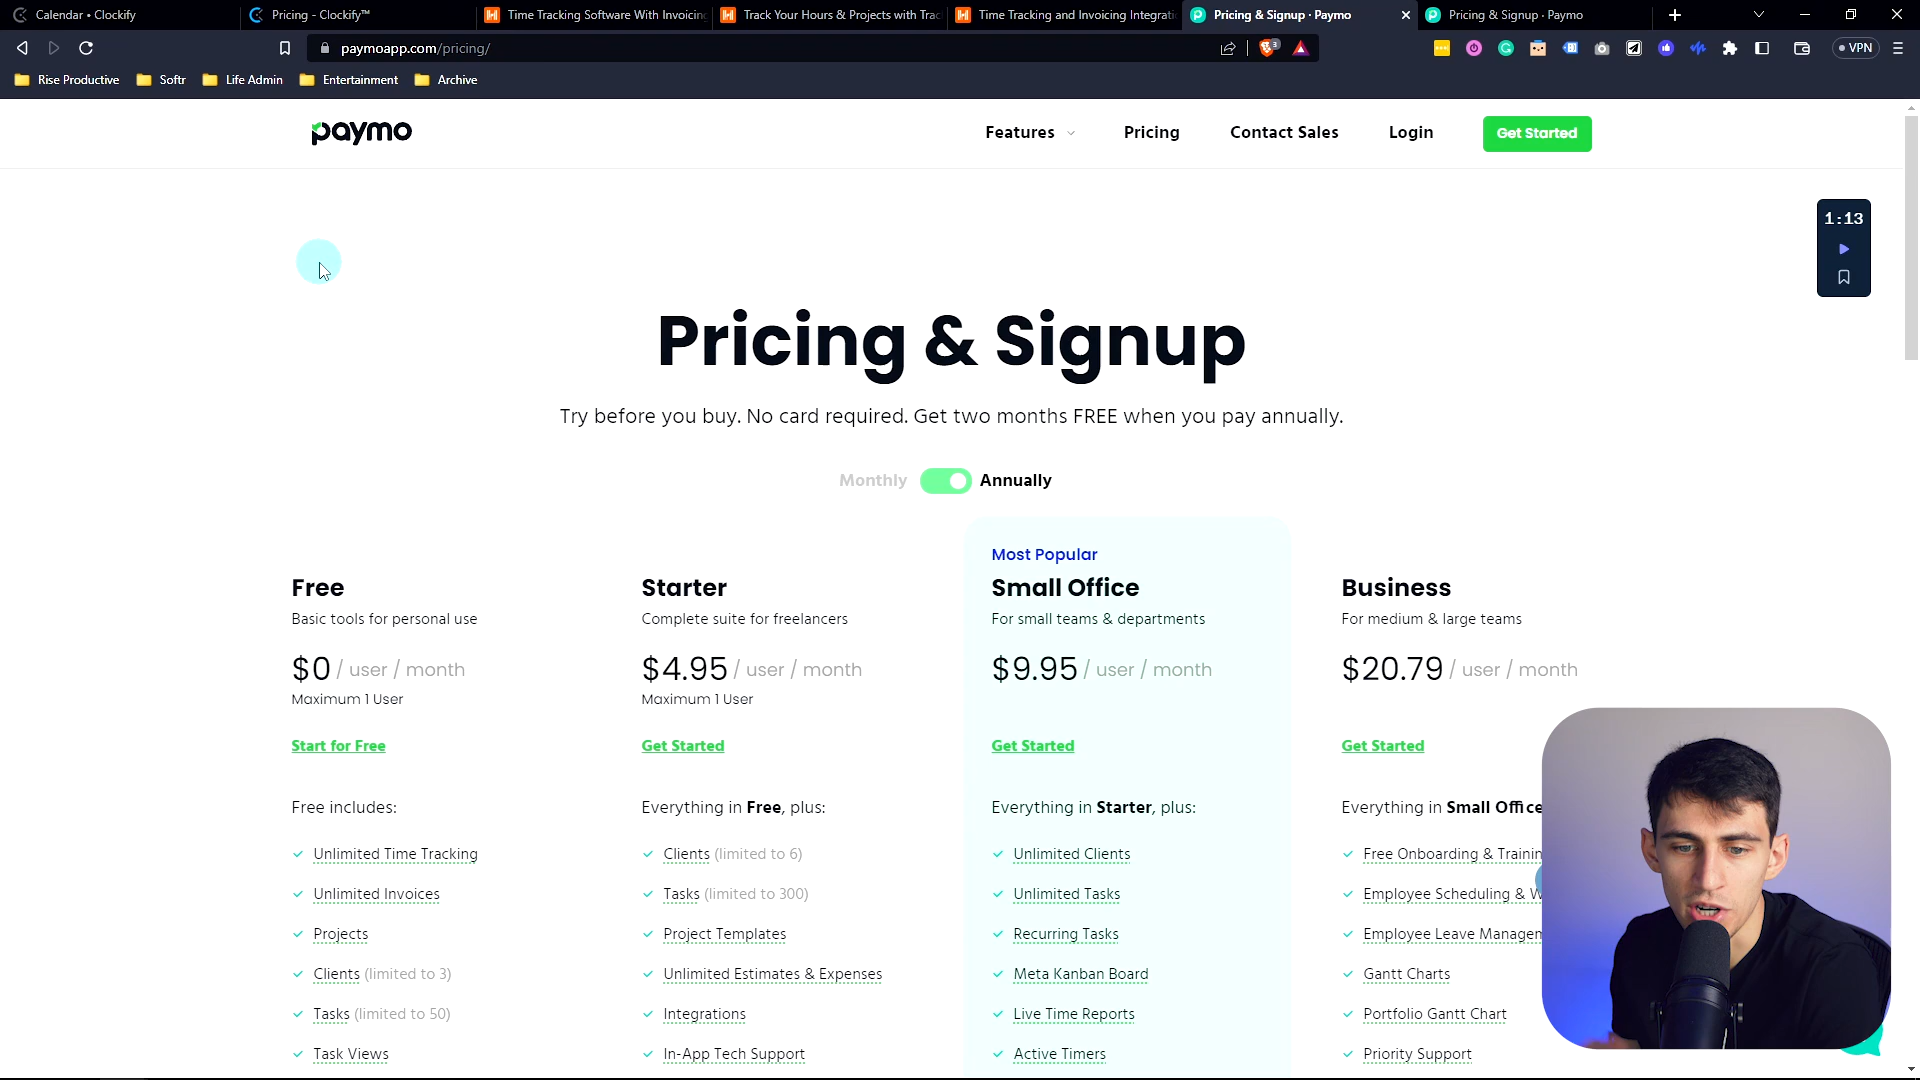 Calendar • Clockify
Pricing - Clockify™
Time Tracking Software With Invoicing
Track Your Hours & Projects with
Time Tracking and Invoicing
Pricing & Signup · Paymo
Pricing & Signup · Paymo
paymoapp.com/pricing/
3
VPN
Rise Productive
Softr
Life Admin
Entertainment
Archive
paymo
Features
Pricing
Contact Sales
Login
Get Started
1:13
Pricing & Signup
Try before you buy. No card required. Get two months FREE when you pay annually.
Monthly
Annually
Free
Basic tools for personal use
$0 / user / month
Maximum 1 User
Start for Free
Free includes:
Unlimited Time Tracking
Unlimited Invoices
Projects
Clients (limited to 3)
Tasks (limited to 50)
Task Views
Starter
Complete suite for freelancers
$4.95 / user / month
Maximum 1 User
Get Started
Everything in Free, plus:
Clients (limited to 6)
Tasks (limited to 300)
Project Templates
Unlimited Estimates & Expenses
Integrations
In-App Tech Support
Most Popular
Small Office
For small teams & departments
$9.95 / user / month
Get Started
Everything in Starter, plus:
Unlimited Clients
Unlimited Tasks
Recurring Tasks
Meta Kanban Board
Live Time Reports
Active Timers
Business
For medium & large teams
$20.79 / user / month
Get Started
Everything in Small Office
Free Onboarding &
Employee Scheduling &
Employee Leave
Gantt Charts
Portfolio Gantt Chart
Priority Support